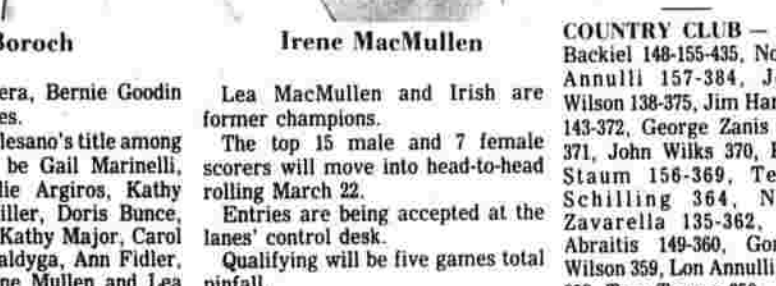 Boroch
era, Bernie Goodin
es.
lesano's title among
be Gail Marinelli,
lie Argiros, Kathy
iller, Doris Bunce,
Kathy Major, Carol
aldyga, Ann Fidler,
ne Mullen and Lea
Irene MacMullen
Lea MacMullen and Irish are
former champions.
The top 15 male and 7 female
scorers will move into head-to-head
rolling March 22.
Entries are being accepted at the
lanes' control desk.
Qualifying will be five games total
pinfall.
COUNTRY CLUB —
Backiel 148-155-435, No
Annulli 157-384, J
Wilson 138-375, Jim Har
143-372, George Zanis
371, John Wilks 370,
Staum 156-369, Te
Schilling 364, N
Zavarella 135-362,
Abraitis 149-360, Gor
Wilson 359, Lon Annulli